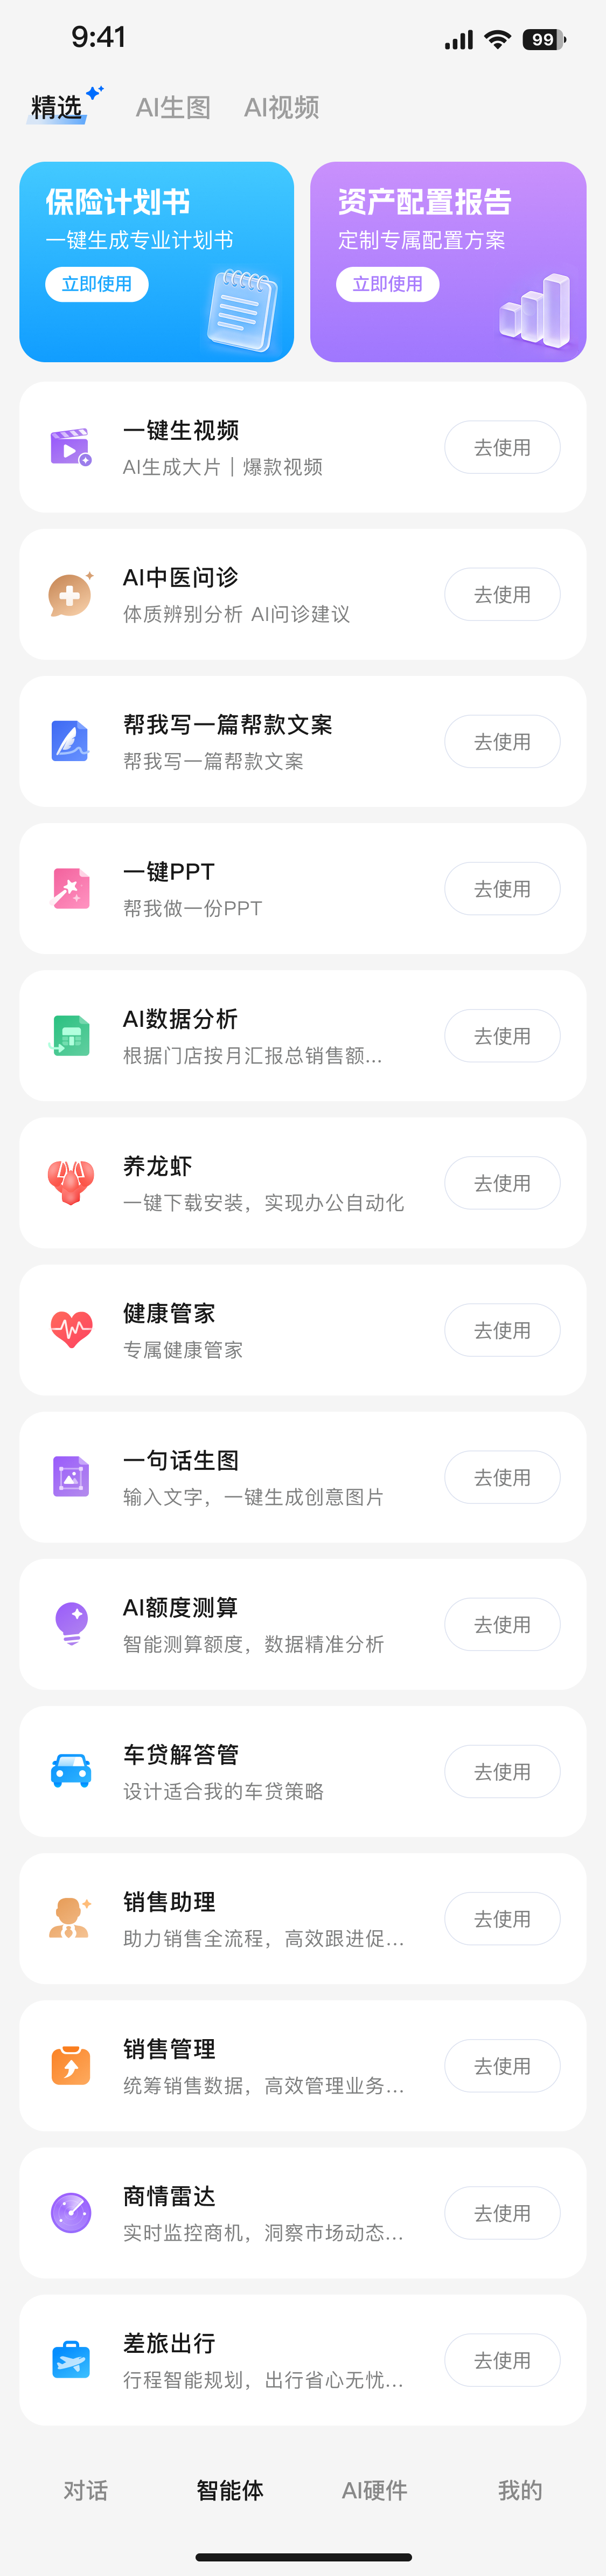 9:41
99
精选
AI生图
AI视频
保险计划书
一键生成专业计划书
立即使用
资产配置报告
定制专属配置方案
立即使用
一键生视频
AI生成大片｜爆款视频
去使用
AI中医问诊
体质辨别分析 AI问诊建议
去使用
帮我写一篇帮款文案
帮我写一篇帮款文案
去使用
一键PPT
帮我做一份PPT
去使用
AI数据分析
根据门店按月汇报总销售额...
去使用
养龙虾
一键下载安装，实现办公自动化
去使用
健康管家
专属健康管家
去使用
一句话生图
输入文字，一键生成创意图片
去使用
AI额度测算
智能测算额度，数据精准分析
去使用
车贷解答管
设计适合我的车贷策略
去使用
销售助理
助力销售全流程，高效跟进促...
去使用
销售管理
统筹销售数据，高效管理业务...
去使用
商情雷达
实时监控商机，洞察市场动态...
去使用
差旅出行
行程智能规划，出行省心无忧...
去使用
对话
智能体
AI硬件
我的